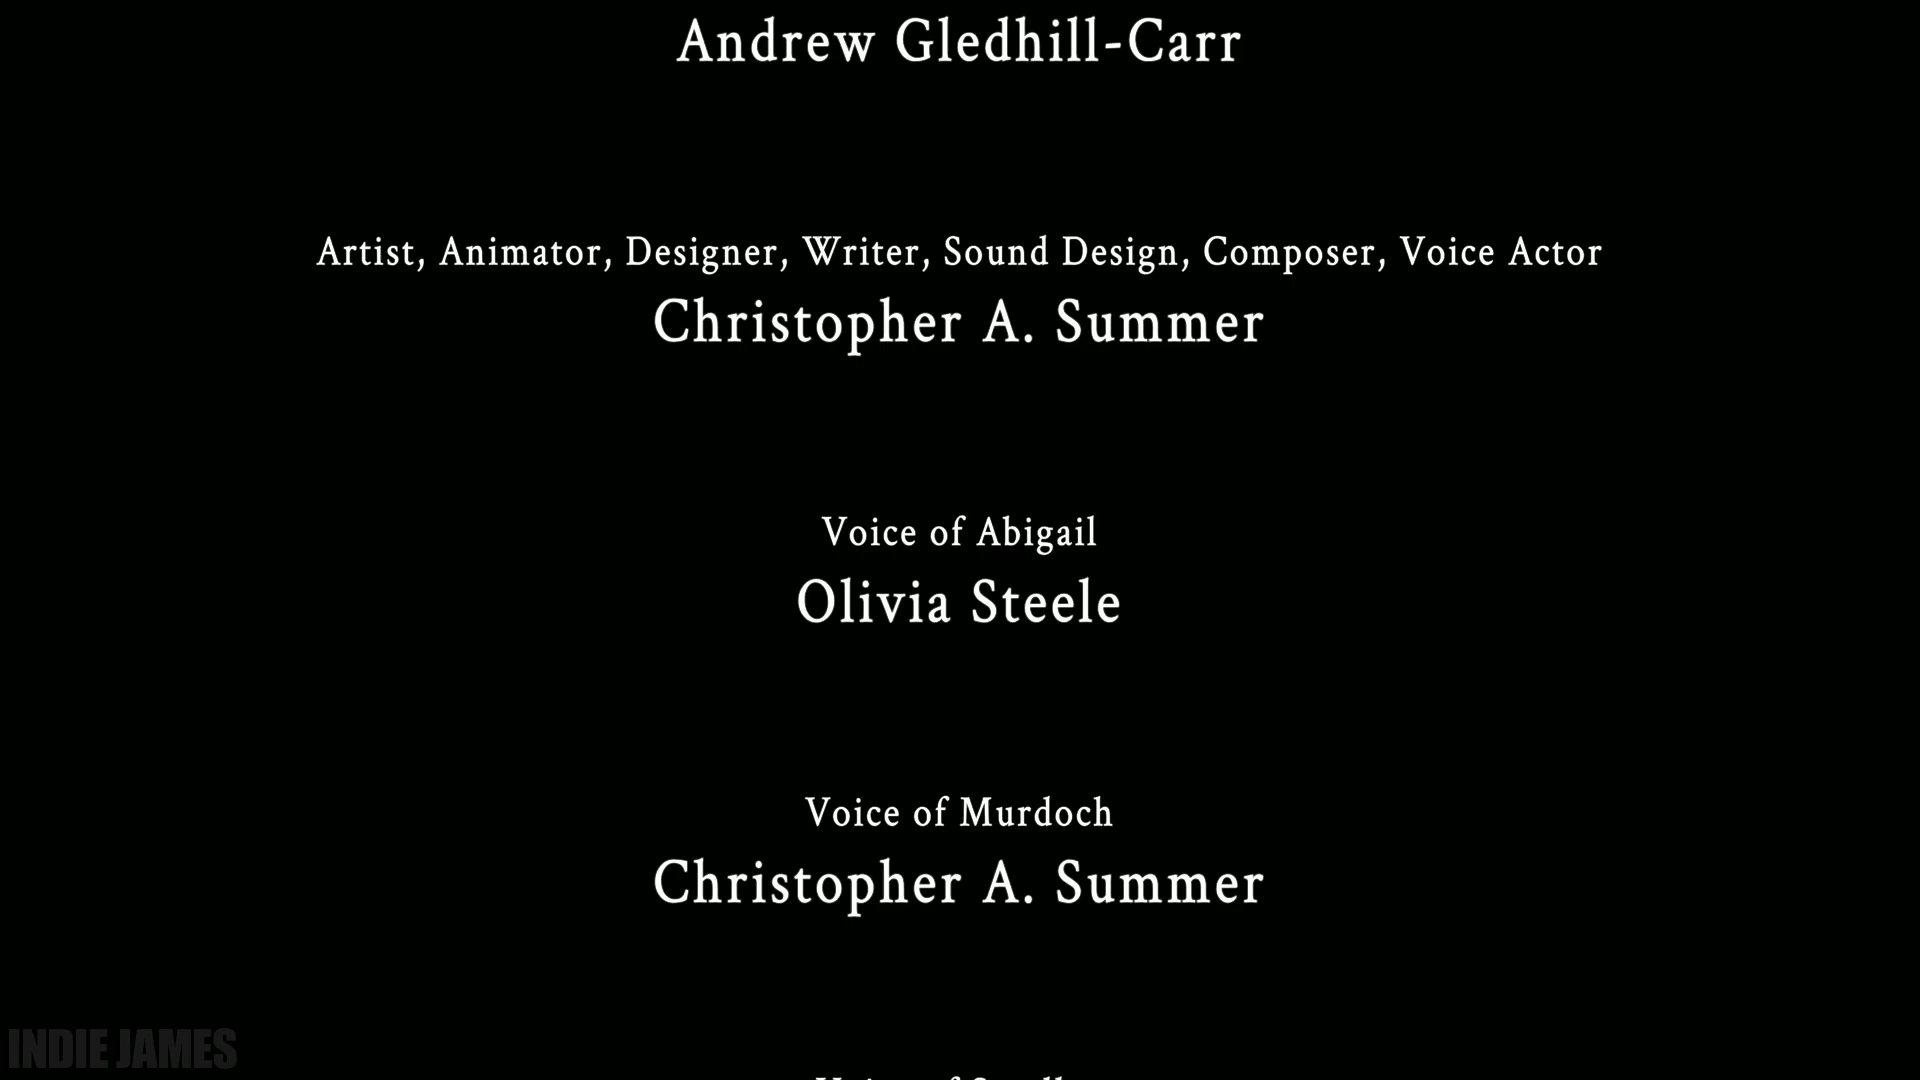 Andrew Gledhill-Carr
Artist, Animator, Designer, Writer, Sound Design, Composer, Voice Actor
Christopher A. Summer
Voice of Abigail
Olivia Steele
Voice of Murdoch
Christopher A. Summer
INDIE JAMES